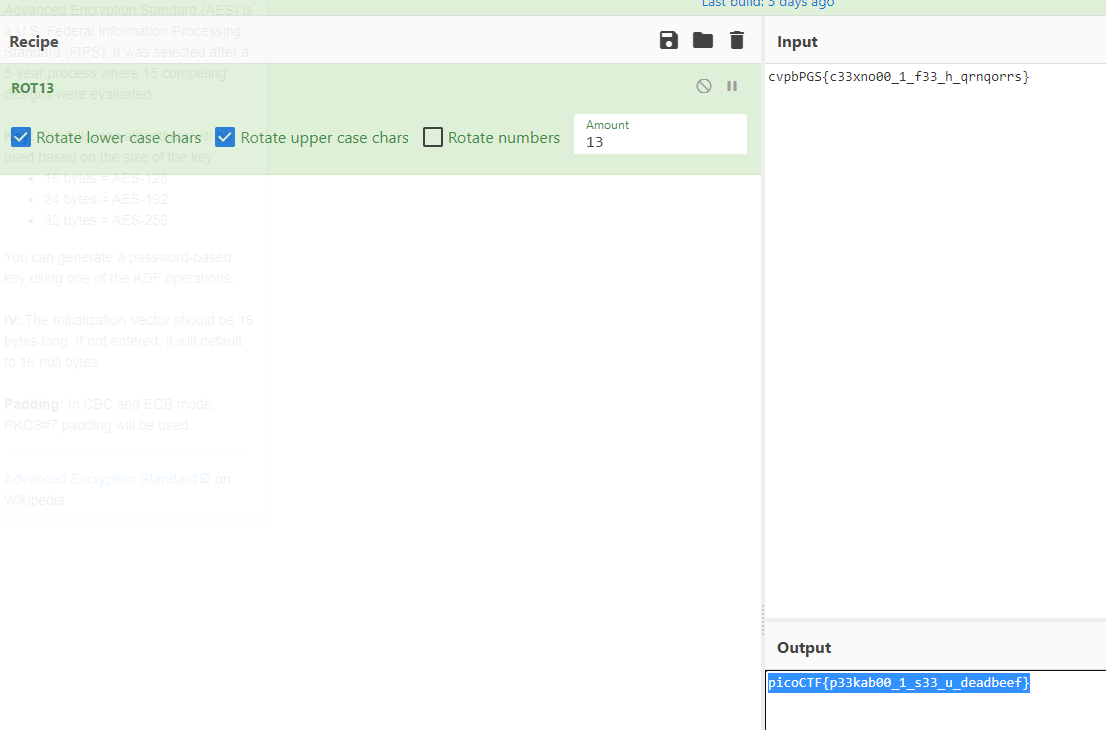 Last build: 5 days ago
Recipe
Input
ROT13
Rotate lower case chars
Rotate upper case chars
Rotate numbers
Amount
13
cvpbPGS{c33xno00_1_f33_h_qrnqorrs}
Output
picoCTF{p33kab00_1_s33_u_deadbeef}
Advanced Encryption Standard (AES) is
a U.S. Federal Information Processing
Standard (FIPS). It was selected after a
5-year process where 15 competing
designs were evaluated
used based on the size of the key:
16 bytes = AES-128
24 bytes = AES-192
32 bytes = AES-256
You can generate a password-based
key using one of the KDF operations.
IV: The Initialization Vector should be 16
bytes long. If not entered, it will default
to 16 null bytes.
Padding: In CBC and ECB mode,
PKCS#7 padding will be used.
Advanced Encryption Standard on
Wikipedia